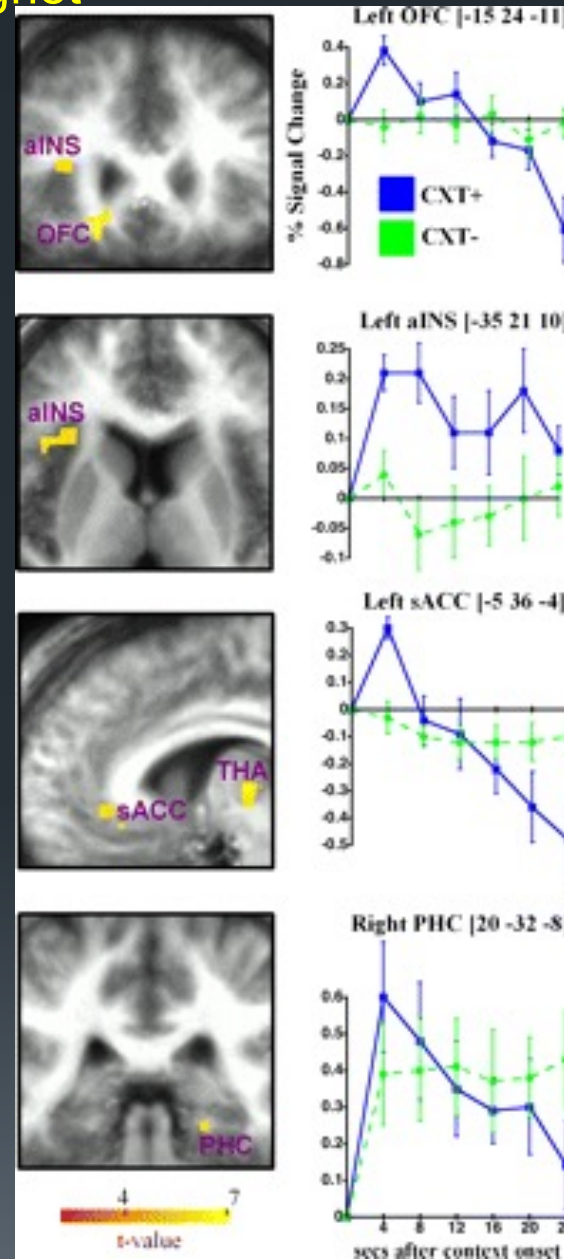 gnet
aINS
OFC
Left OFC [-15 24 -11]
% Signal Change
0.4
0.2
0
-0.2
-0.4
-0.6
-0.8
CXT+
CXT-
aINS
Left aINS [-35 21 10]
0.25
0.2
0.15
0.1
0.05
0
-0.05
-0.1
THA
sACC
Left sACC [-5 36 -4]
0.3
0.2
0.1
0
-0.1
-0.2
-0.3
-0.4
-0.5
PHC
Right PHC [20 -32 -8
0.6
0.5
0.4
0.3
0.2
0.1
0
4 8 12 16 20 2
secs after context onset
4 7
t-value